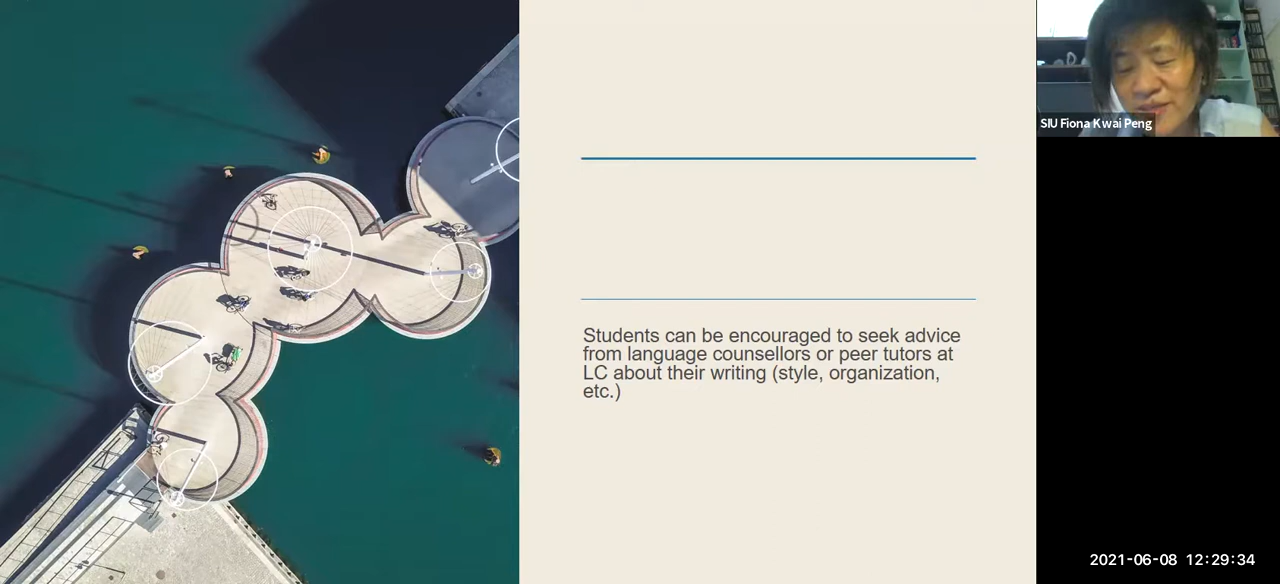 Students can be encouraged to seek advice
from language counsellors or peer tutors at
LC about their writing (style, organization,
etc.)
SIU Fiona Kwai Peng
2021-06-08 12:29:34